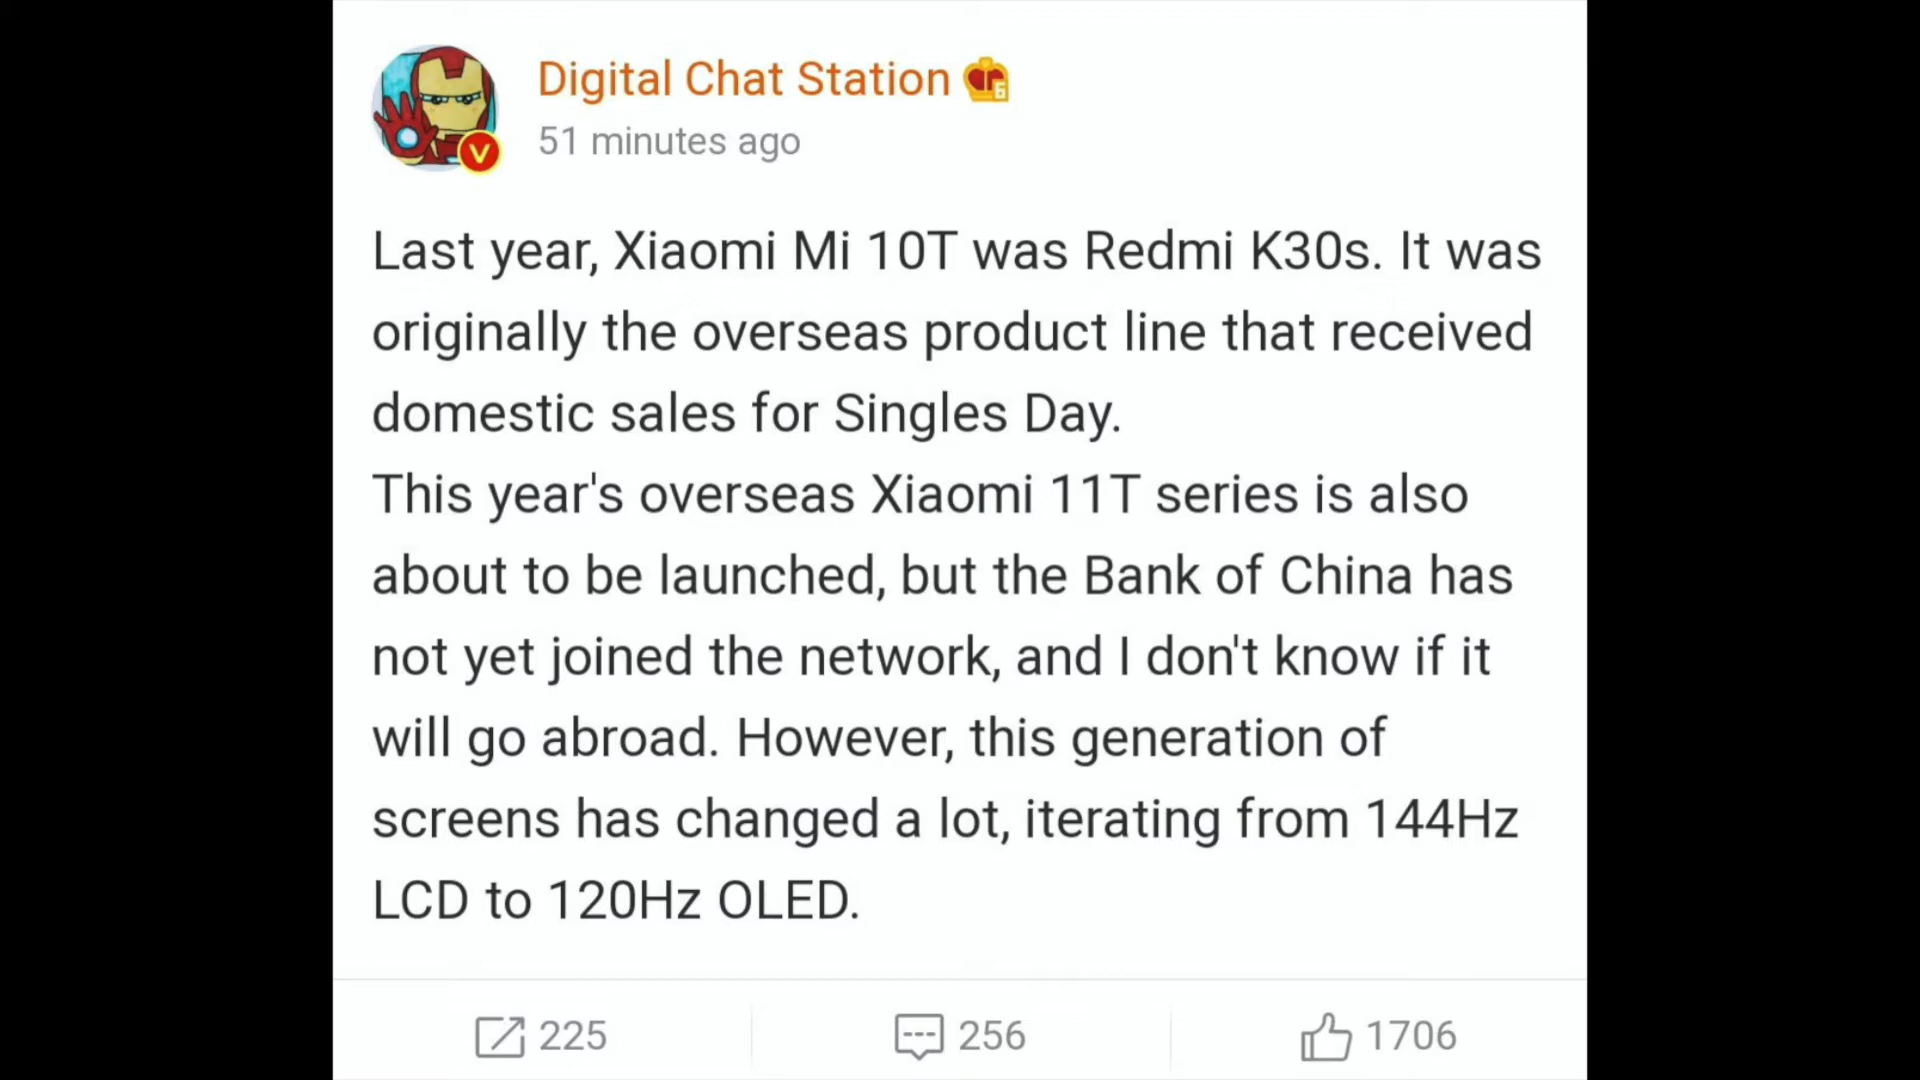 Digital Chat Station
51 minutes ago
Last year, Xiaomi Mi 10T was Redmi K30s. It was
originally the overseas product line that received
domestic sales for Singles Day.
This year's overseas Xiaomi 11T series is also
about to be launched, but the Bank of China has
not yet joined the network, and I don't know if it
will go abroad. However, this generation of
screens has changed a lot, iterating from 144Hz
LCD to 120Hz OLED.
225 256 1706